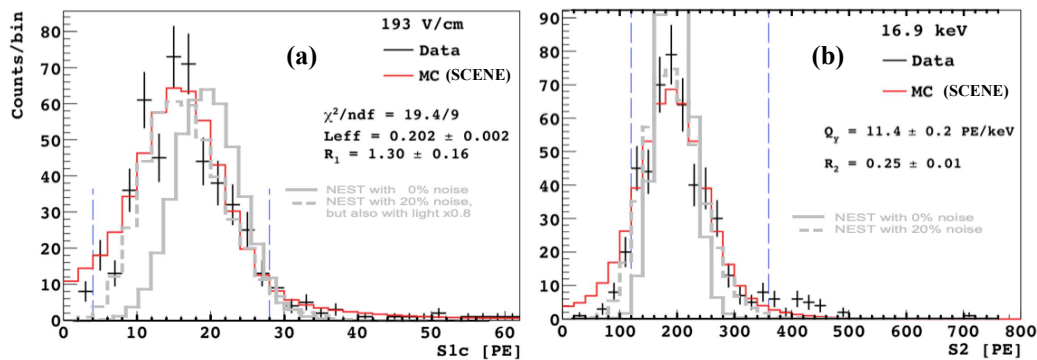 Counts/bin
80
70
60
50
40
30
20
10
0
(a)
193 V/cm
Data
MC (SCENE)
χ²/ndf = 19.4/9
Leff = 0.202 ± 0.002
R₁ = 1.30 ± 0.16
NEST with 0% noise
NEST with 20% noise,
but also with light x0.8
0 10 20 30 40 50 60
S1c [PE]
90
80
70
60
50
40
30
20
10
0
(b)
16.9 keV
Data
MC (SCENE)
Qᵧ = 11.4 ± 0.2 PE/keV
R₂ = 0.25 ± 0.01
NEST with 0% noise
NEST with 20% noise
0 100 200 300 400 500 600 700 800
S2 [PE]